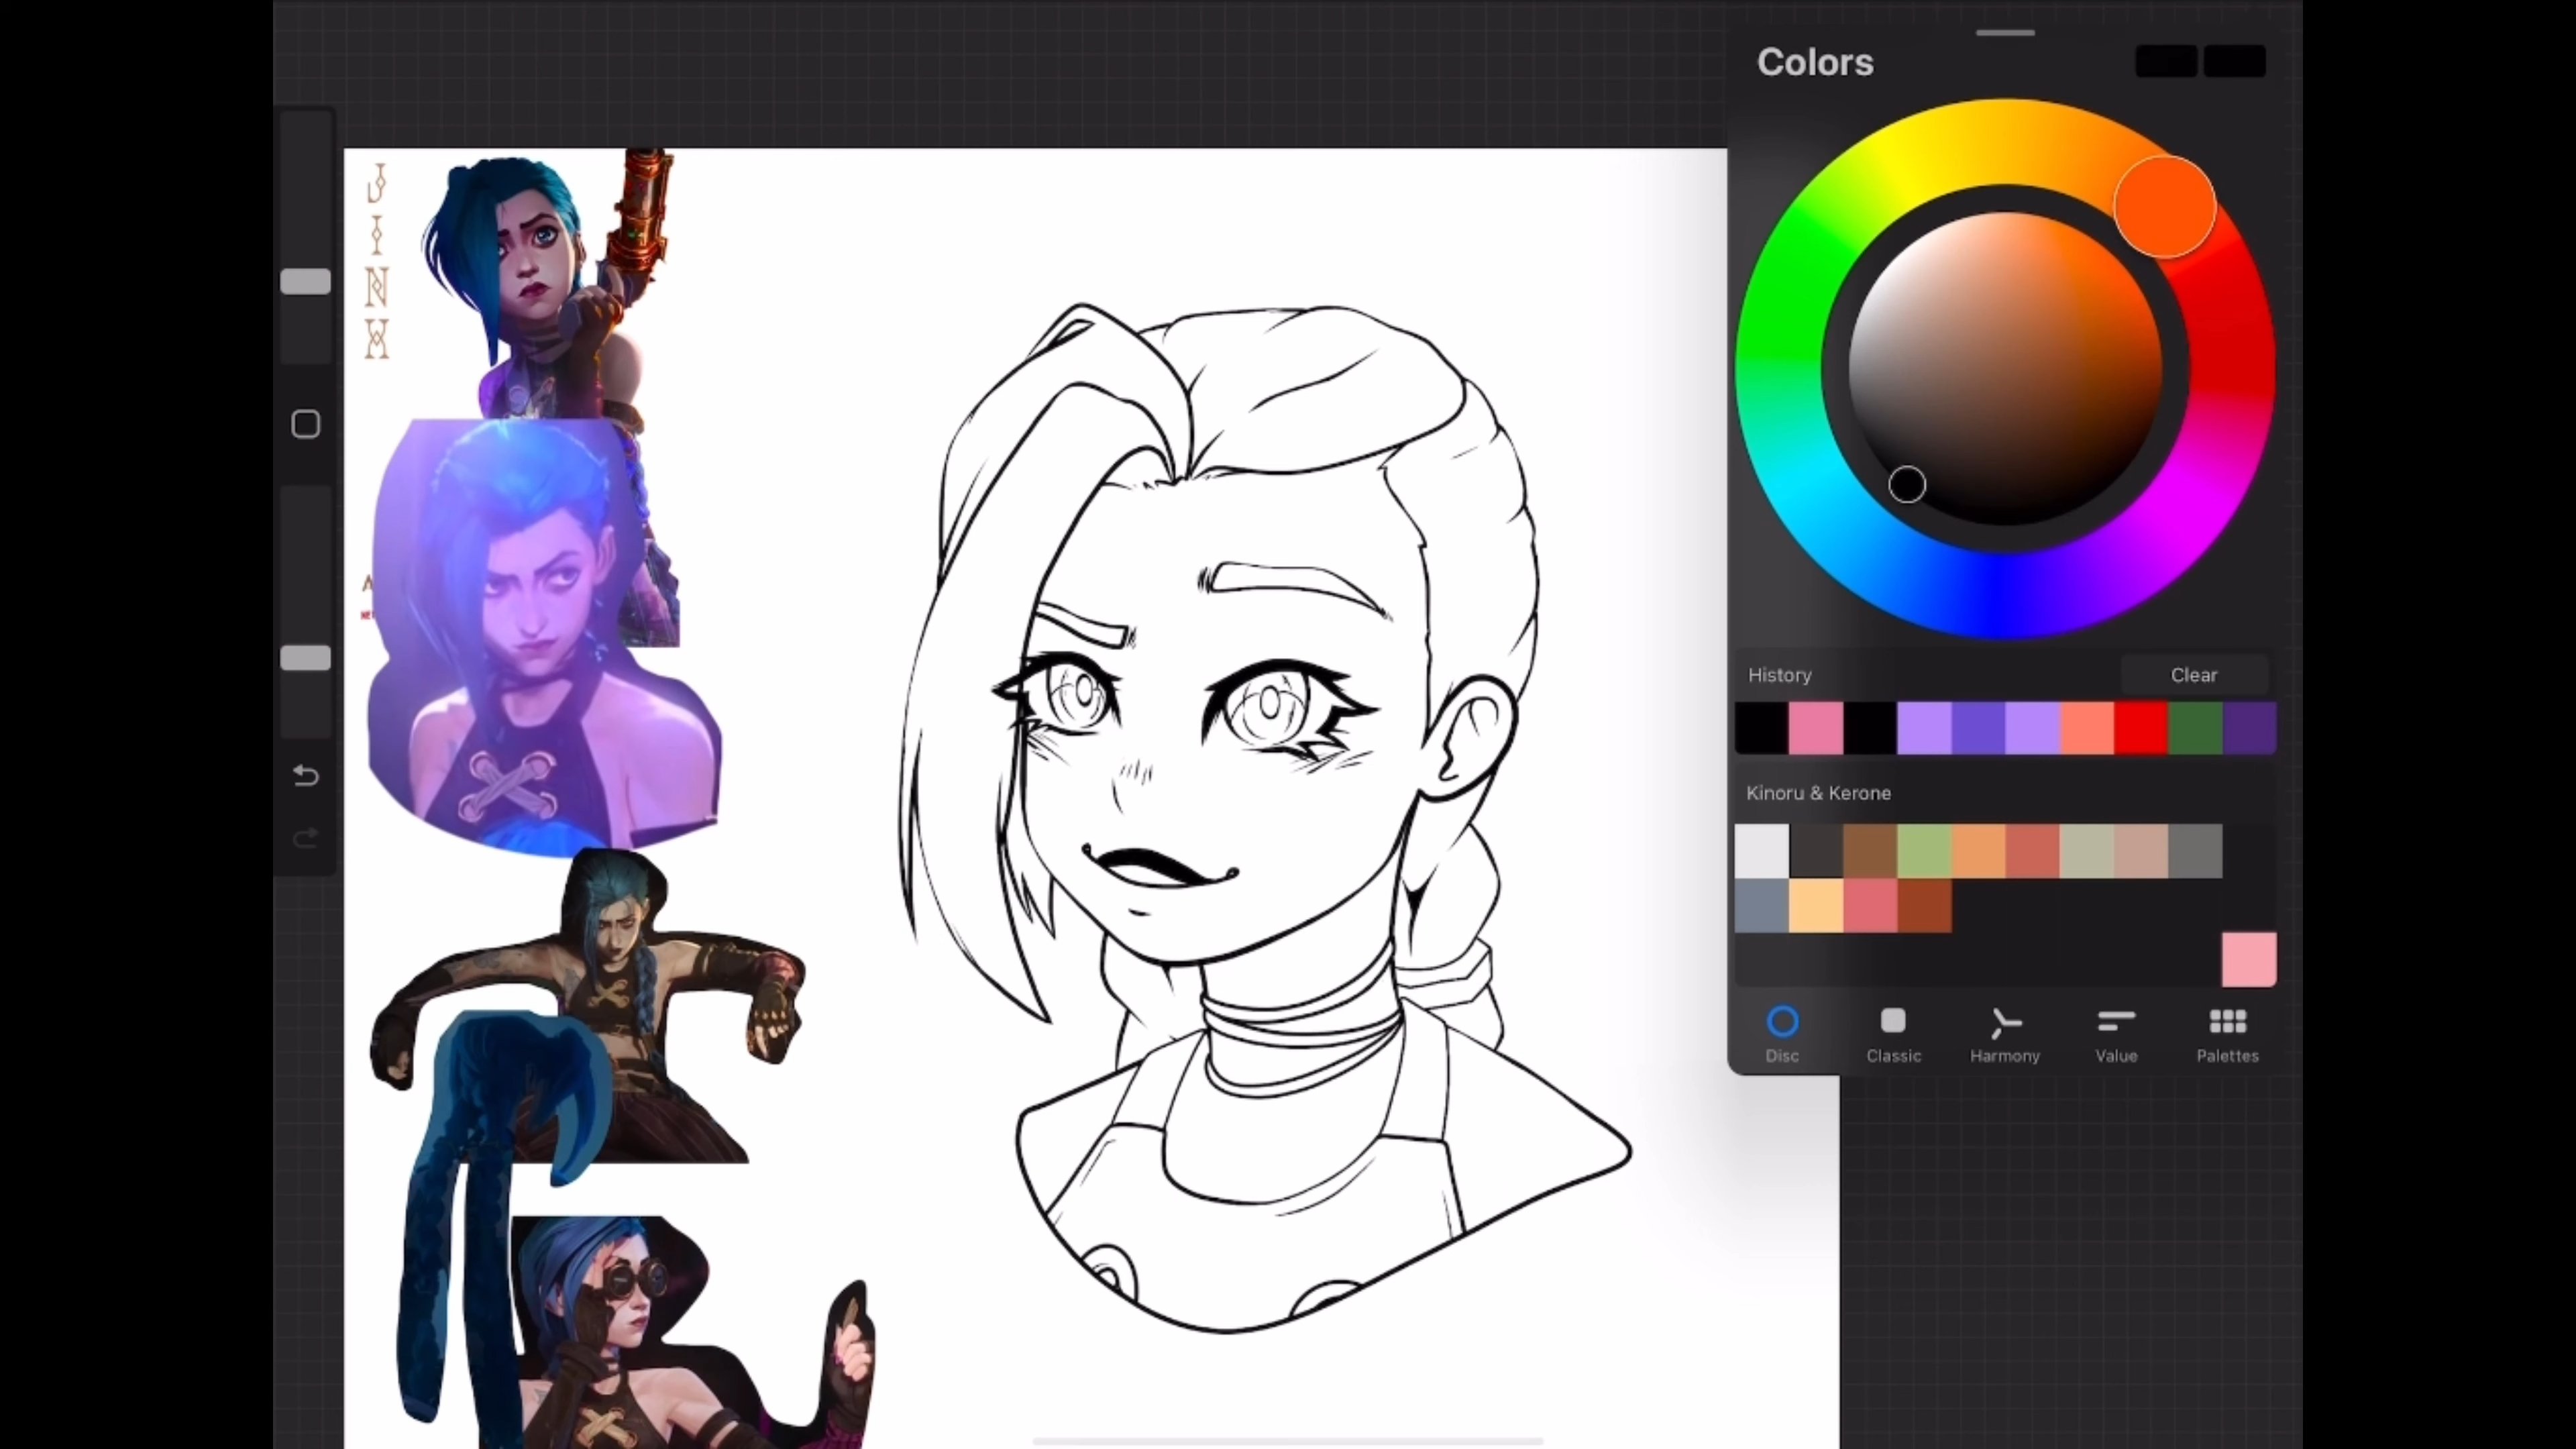 JINX
Colors
History
Clear
Kinoru & Kerone
Disc
Classic
Harmony
Value
Palettes